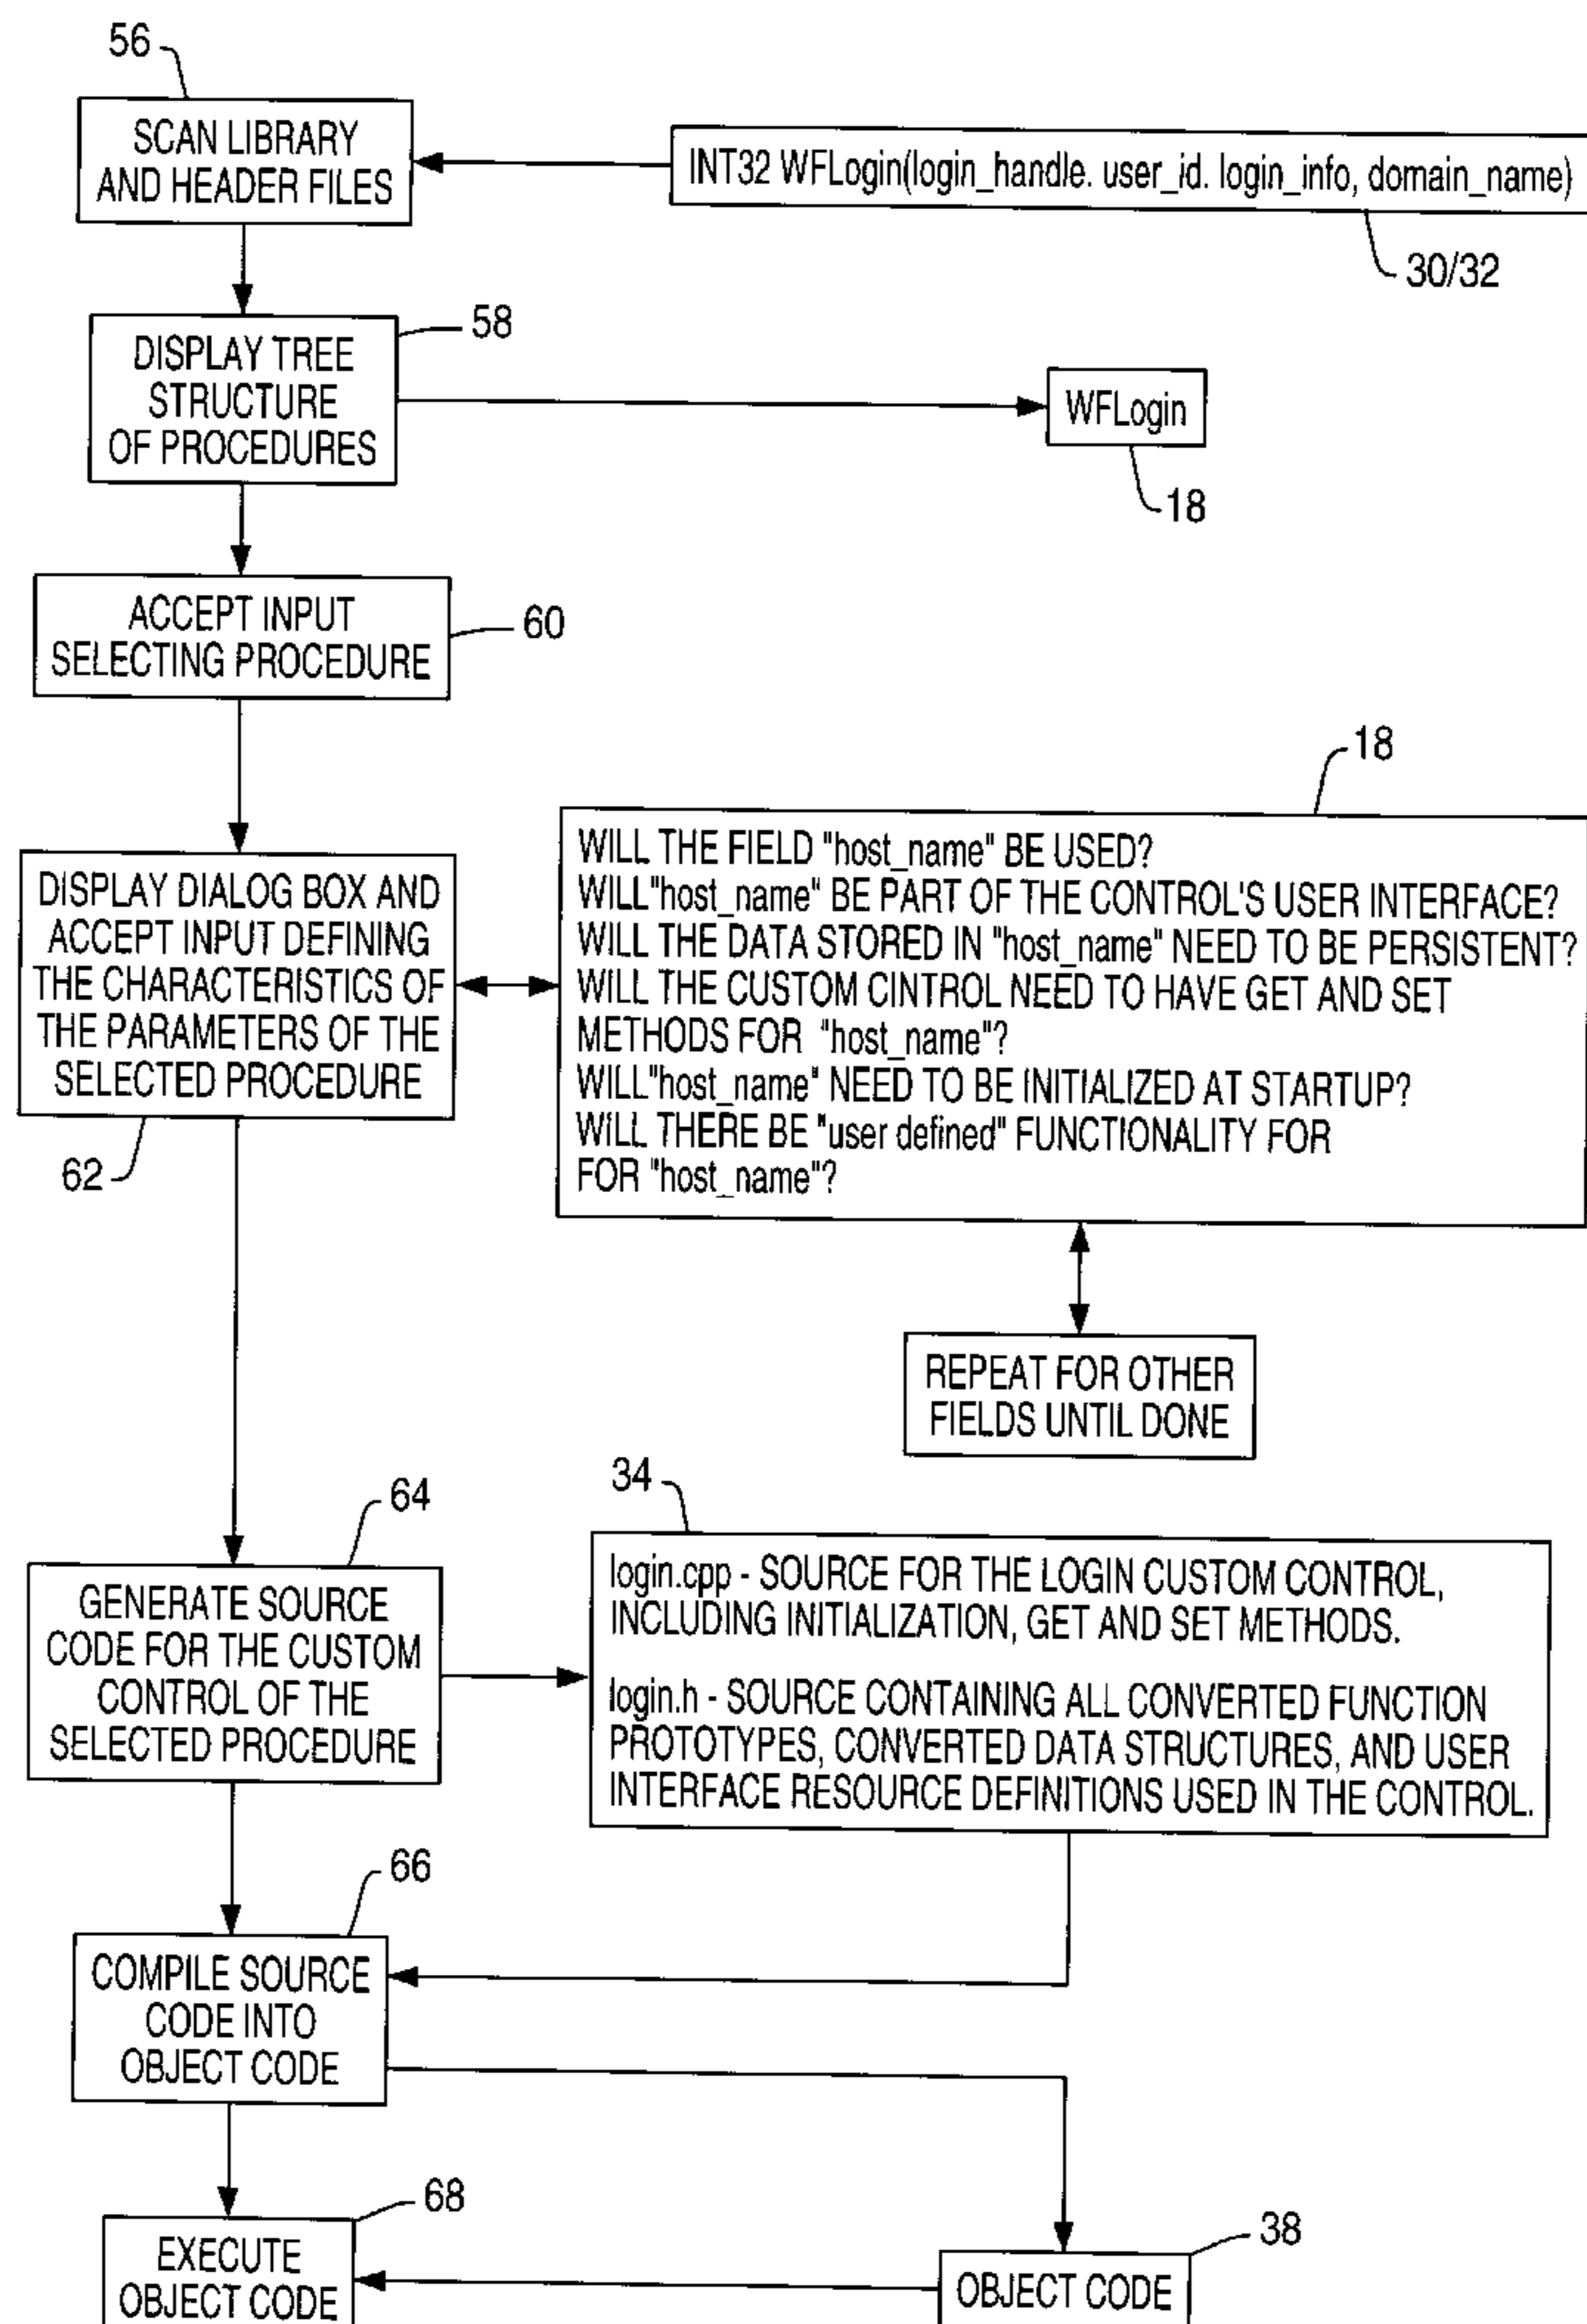 56
SCAN LIBRARY
AND HEADER FILES
INT32 WFLogin(login_handle. user_id. login_info, domain_name)
30/32
DISPLAY TREE
STRUCTURE
OF PROCEDURES
58
WFLogin
18
ACCEPT INPUT
SELECTING PROCEDURE
60
18
DISPLAY DIALOG BOX AND
ACCEPT INPUT DEFINING
THE CHARACTERISTICS OF
THE PARAMETERS OF THE
SELECTED PROCEDURE
62
WILL THE FIELD "host_name" BE USED?
WILL"host_name" BE PART OF THE CONTROL'S USER INTERFACE?
WILL THE DATA STORED IN "host_name" NEED TO BE PERSISTENT?
WILL THE CUSTOM CINTROL NEED TO HAVE GET AND SET
METHODS FOR "host_name"?
WILL"host_name" NEED TO BE INITIALIZED AT STARTUP?
WILL THERE BE "user defined" FUNCTIONALITY FOR
FOR "host_name"?
REPEAT FOR OTHER
FIELDS UNTIL DONE
64
GENERATE SOURCE
CODE FOR THE CUSTOM
CONTROL OF THE
SELECTED PROCEDURE
34
login.cpp - SOURCE FOR THE LOGIN CUSTOM CONTROL,
INCLUDING INITIALIZATION, GET AND SET METHODS.
login.h - SOURCE CONTAINING ALL CONVERTED FUNCTION
PROTOTYPES, CONVERTED DATA STRUCTURES, AND USER
INTERFACE RESOURCE DEFINITIONS USED IN THE CONTROL.
66
COMPILE SOURCE
CODE INTO
OBJECT CODE
68
EXECUTE
OBJECT CODE
38
OBJECT CODE